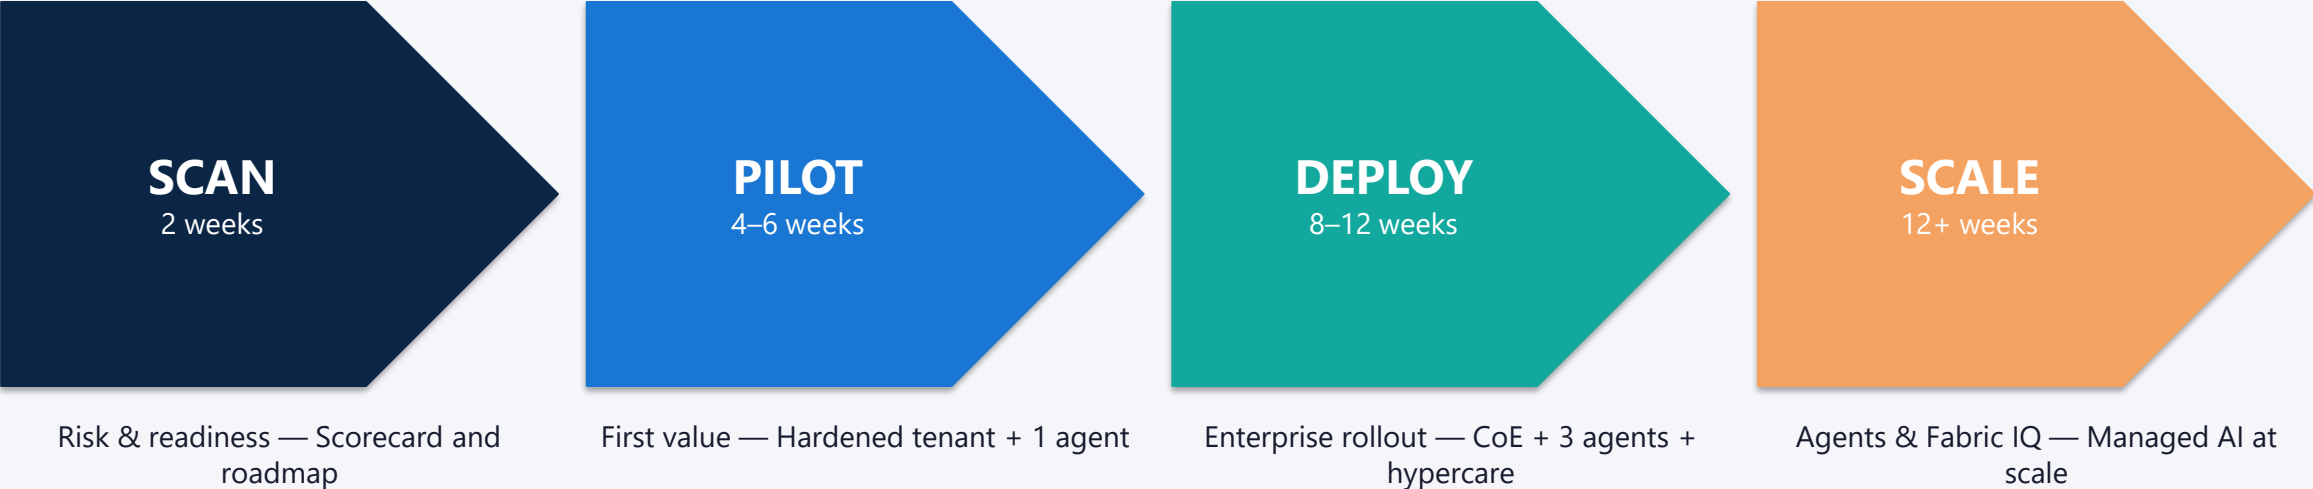 SCAN
2 weeks
PILOT
4–6 weeks
DEPLOY
8–12 weeks
SCALE
12+ weeks
Risk & readiness — Scorecard and
roadmap
First value — Hardened tenant + 1 agent
Enterprise rollout — CoE + 3 agents +
hypercare
Agents & Fabric IQ — Managed AI at
scale